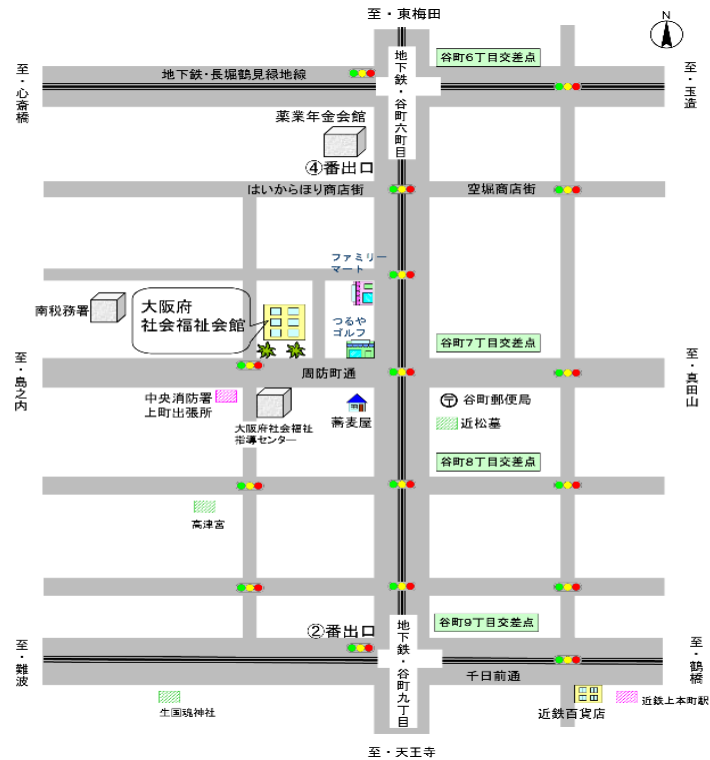 至・東梅田
N
地下鉄・谷町六町目
谷町6丁目交差点
至・心斎橋
地下鉄・長堀鶴見緑地線
至・玉造
薬業年金会館
④番出口
はいからほり商店街
空堀商店街
ファミリー
マート
南税務署
大阪府
社会福祉会館
つるや
ゴルフ
谷町7丁目交差点
至・島之内
周防町通
至・真田山
中央消防署
上町出張所
大阪府社会福祉
指導センター
蕎麦屋
〒谷町郵便局
近松墓
谷町8丁目交差点
高津宮
谷町9丁目交差点
②番出口
地下鉄・谷町九丁目
至・難波
千日前通
至・鶴橋
生国魂神社
近鉄百貨店
近鉄上本町駅
至・天王寺